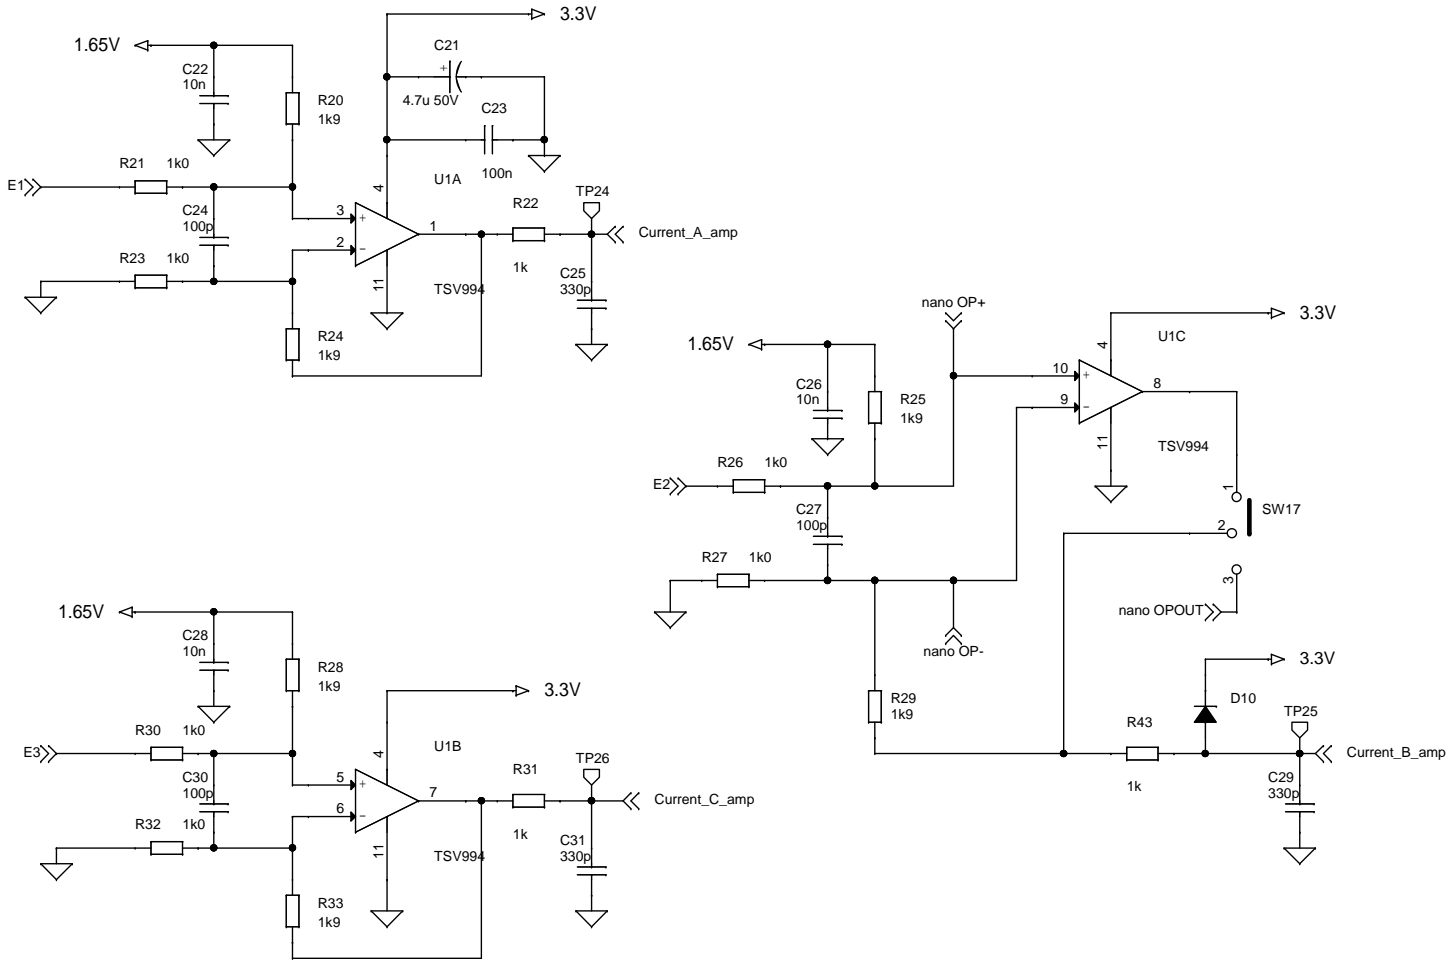 3.3V
1.65V
C21
+
4.7u 50V
C22
10n
R20
1k9
C23
100n
R21 1k0
E1
4
U1A
C24
100p
3
+
2
−
1
R22
1k
TP24
Current_A_amp
R23 1k0
11
TSV994
C25
330p
R24
1k9
nano OP+
3.3V
1.65V
4
U1C
C26
10n
R25
1k9
10
+
9
−
8
11
TSV994
R26 1k0
E2
C27
100p
1
SW17
2
3
R27 1k0
nano OPOUT
nano OP-
3.3V
R29
1k9
D10
R43
1k
TP25
Current_B_amp
C29
330p
1.65V
C28
10n
R28
1k9
3.3V
R30 1k0
E3
4
U1B
C30
100p
5
+
6
−
7
R31
1k
TP26
Current_C_amp
R32 1k0
11
TSV994
C31
330p
R33
1k9